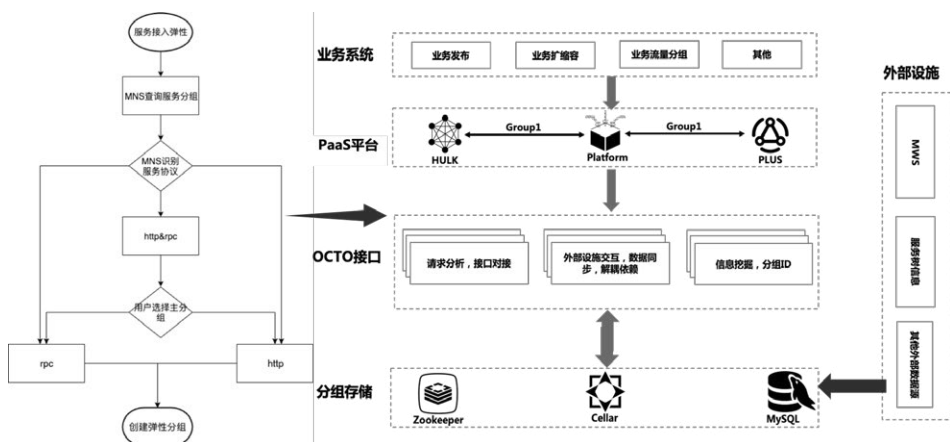 服务接入弹性
MNS查询服务分组
MNS识别
服务协议
http&rpc
用户选择主分
组
rpc
http
创建弹性分组
业务系统
业务发布
业务扩缩容
业务流量分组
其他
PaaS平台
HULK
Group1
Platform
Group1
PLUS
OCTO接口
请求分析，接口对接
外部设施交互，数据同
步，解耦依赖
信息挖掘，分组ID
分组存储
Zookeeper
Cellar
MySQL
外部设施
MWS
服务树信息
其他外部数据源